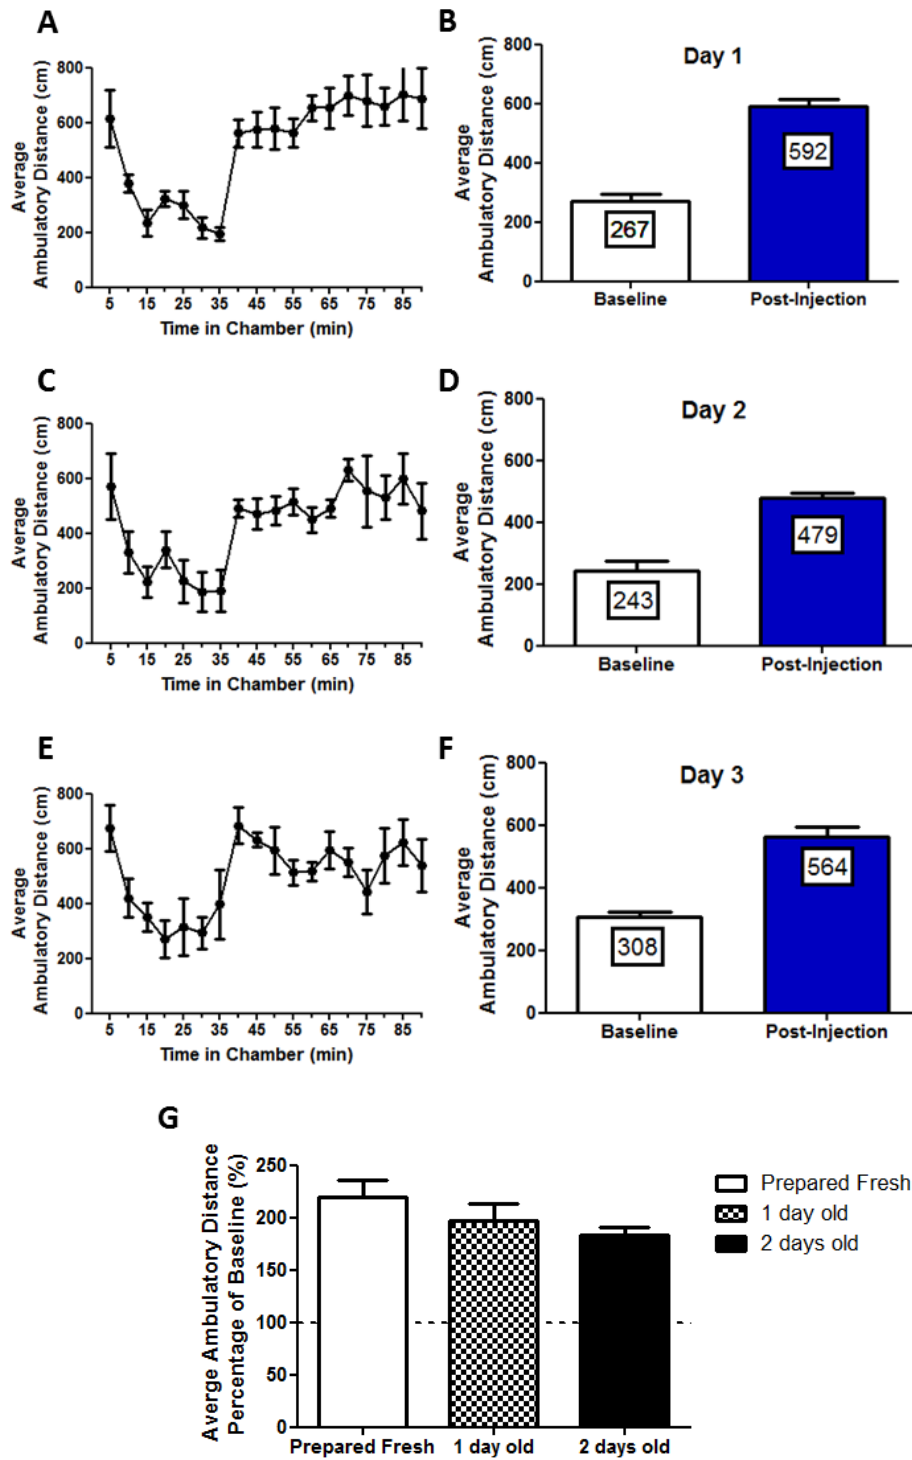 A
Average
Ambulatory Distance (cm)
800
600
400
200
0
5 15 25 35 45 55 65 75 85
Time in Chamber (min)
B
Day 1
Average
Ambulatory Distance (cm)
800
600
400
200
0
592
267
Baseline Post-Injection
C
Average
Ambulatory Distance (cm)
800
600
400
200
0
5 15 25 35 45 55 65 75 85
Time in Chamber (min)
D
Day 2
Average
Ambulatory Distance (cm)
800
600
400
200
0
479
243
Baseline Post-Injection
E
Average
Ambulatory Distance (cm)
800
600
400
200
0
5 15 25 35 45 55 65 75 85
Time in Chamber (min)
F
Day 3
Average
Ambulatory Distance (cm)
800
600
400
200
0
564
308
Baseline Post-Injection
G
Averge Ambulatory Distance
Percentage of Baseline (%)
250
200
150
100
50
0
Prepared Fresh 1 day old 2 days old
Prepared Fresh
1 day old
2 days old